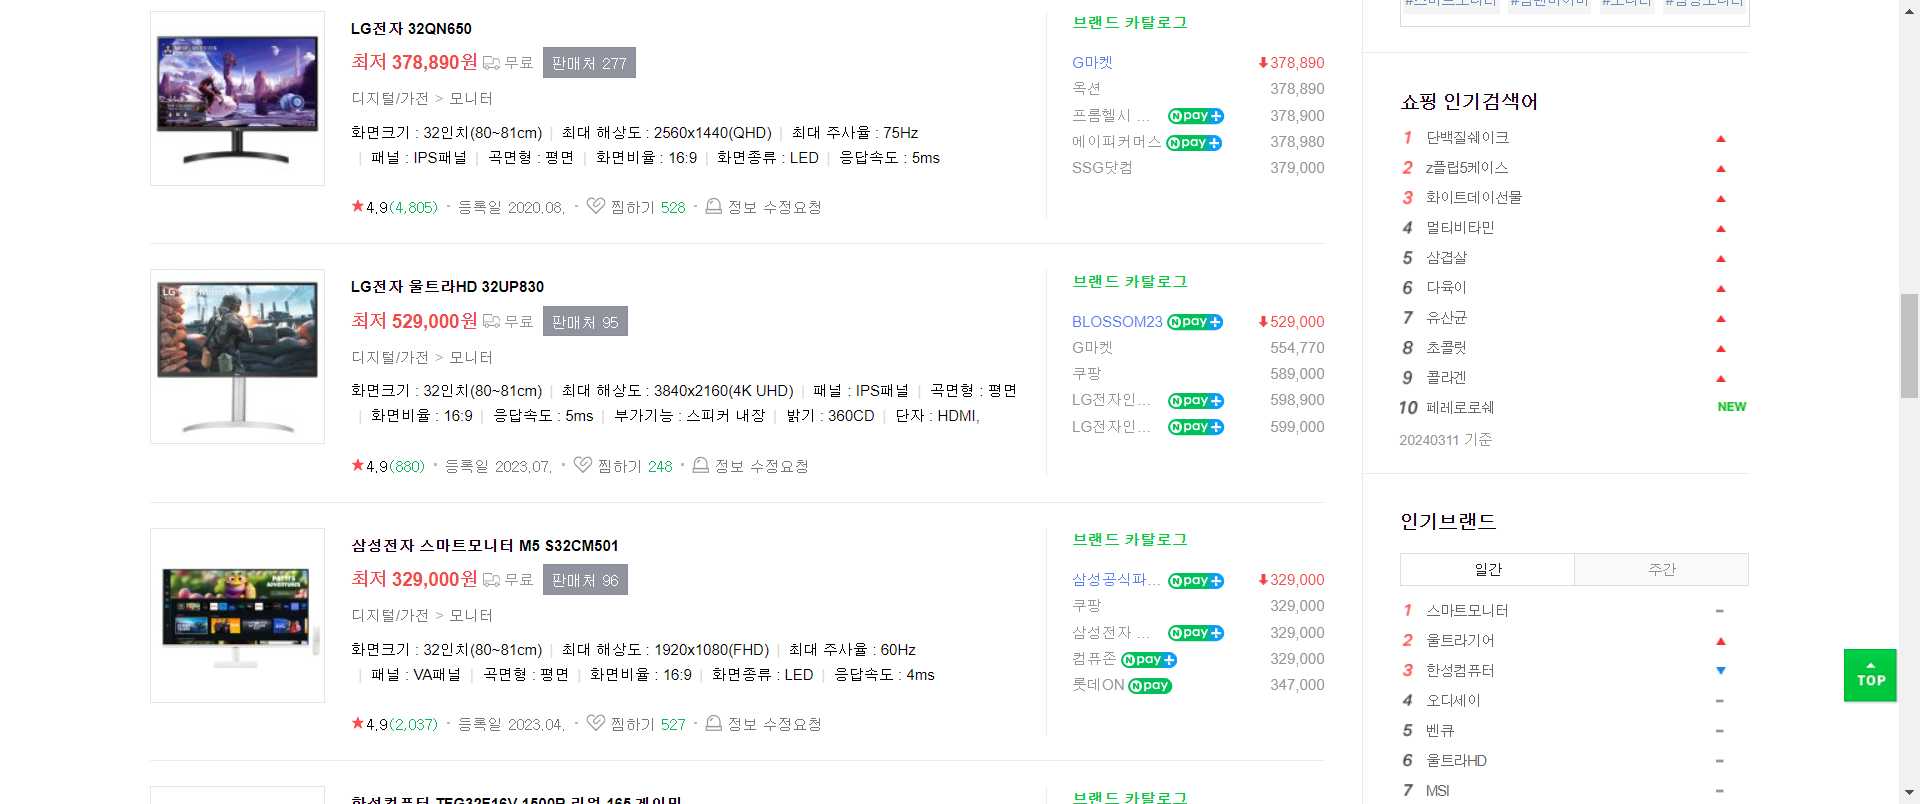 LG전자 32QN650
최저 378,890원 무료 판매처 277
디지털/가전 > 모니터
화면크기 : 32인치(80~81cm) | 최대 해상도 : 2560x1440(QHD) | 최대 주사율 : 75Hz
| 패널 : IPS패널 | 곡면형 : 평면 | 화면비율 : 16:9 | 화면종류 : LED | 응답속도 : 5ms
★4.9(4,805) · 등록일 2020.08. · 찜하기 528 · 정보 수정요청
브랜드 카탈로그
G마켓 378,890
옥션 378,890
프롬헬시 ... N pay+ 378,900
에이피커머스 N pay+ 378,980
SSG닷컴 379,000
LG전자 울트라HD 32UP830
최저 529,000원 무료 판매처 95
디지털/가전 > 모니터
화면크기 : 32인치(80~81cm) | 최대 해상도 : 3840x2160(4K UHD) | 패널 : IPS패널 | 곡면형 : 평면
| 화면비율 : 16:9 | 응답속도 : 5ms | 부가기능 : 스피커 내장 | 밝기 : 360CD | 단자 : HDMI,
★4.9(880) · 등록일 2023.07. · 찜하기 248 · 정보 수정요청
브랜드 카탈로그
BLOSSOM23 N pay+ 529,000
G마켓 554,770
쿠팡 589,000
LG전자인... N pay+ 598,900
LG전자인... N pay+ 599,000
삼성전자 스마트모니터 M5 S32CM501
최저 329,000원 무료 판매처 96
디지털/가전 > 모니터
화면크기 : 32인치(80~81cm) | 최대 해상도 : 1920x1080(FHD) | 최대 주사율 : 60Hz
| 패널 : VA패널 | 곡면형 : 평면 | 화면비율 : 16:9 | 화면종류 : LED | 응답속도 : 4ms
★4.9(2,037) · 등록일 2023.04. · 찜하기 527 · 정보 수정요청
브랜드 카탈로그
삼성공식파... N pay+ 329,000
쿠팡 329,000
삼성전자 ... N pay+ 329,000
컴퓨존 N pay+ 329,000
롯데ON N pay 347,000
브랜드 카탈로그
쇼핑 인기검색어
1 단백질쉐이크
2 z플립5케이스
3 화이트데이선물
4 멀티비타민
5 삼겹살
6 다육이
7 유산균
8 초콜릿
9 콜라겐
10 페레로로쉐 NEW
20240311 기준
인기브랜드
일간 주간
1 스마트모니터
2 울트라기어
3 한성컴퓨터
4 오디세이
5 벤큐
6 울트라HD
7 MSI
TOP